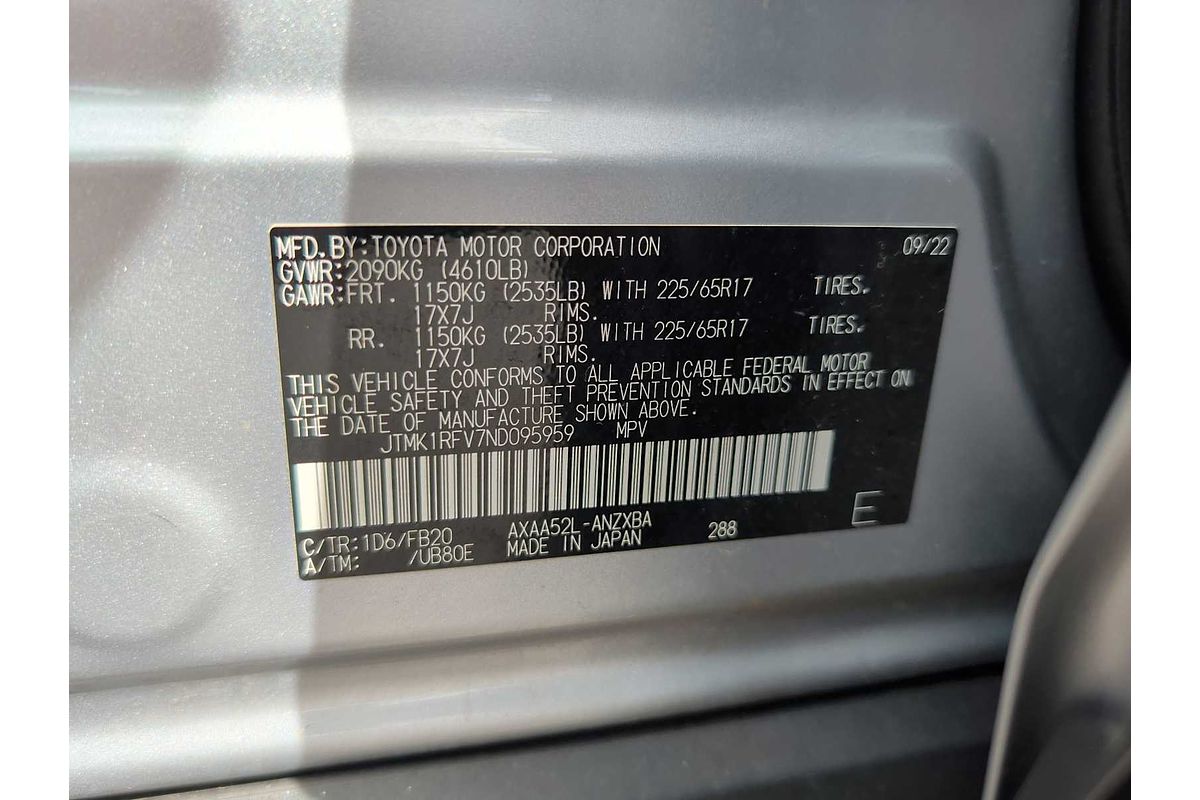 MFD. BY: TOYOTA MOTOR CORPORATION 09/22
GVWR: 2090KG (4610LB)
GAWR: FRT. 1150KG (2535LB) WITH 225/65R17 TIRES.
17X7J RIMS.
RR. 1150KG (2535LB) WITH 225/65R17 TIRES.
17X7J RIMS.
THIS VEHICLE CONFORMS TO ALL APPLICABLE FEDERAL MOTOR
VEHICLE SAFETY AND THEFT PREVENTION STANDARDS IN EFFECT ON
THE DATE OF MANUFACTURE SHOWN ABOVE.
JTMK1RFV7ND095959 MPV
E
C/TR: 1D6/FB20 AXAA52L-ANZXBA 288
A/TM: /UB80E MADE IN JAPAN